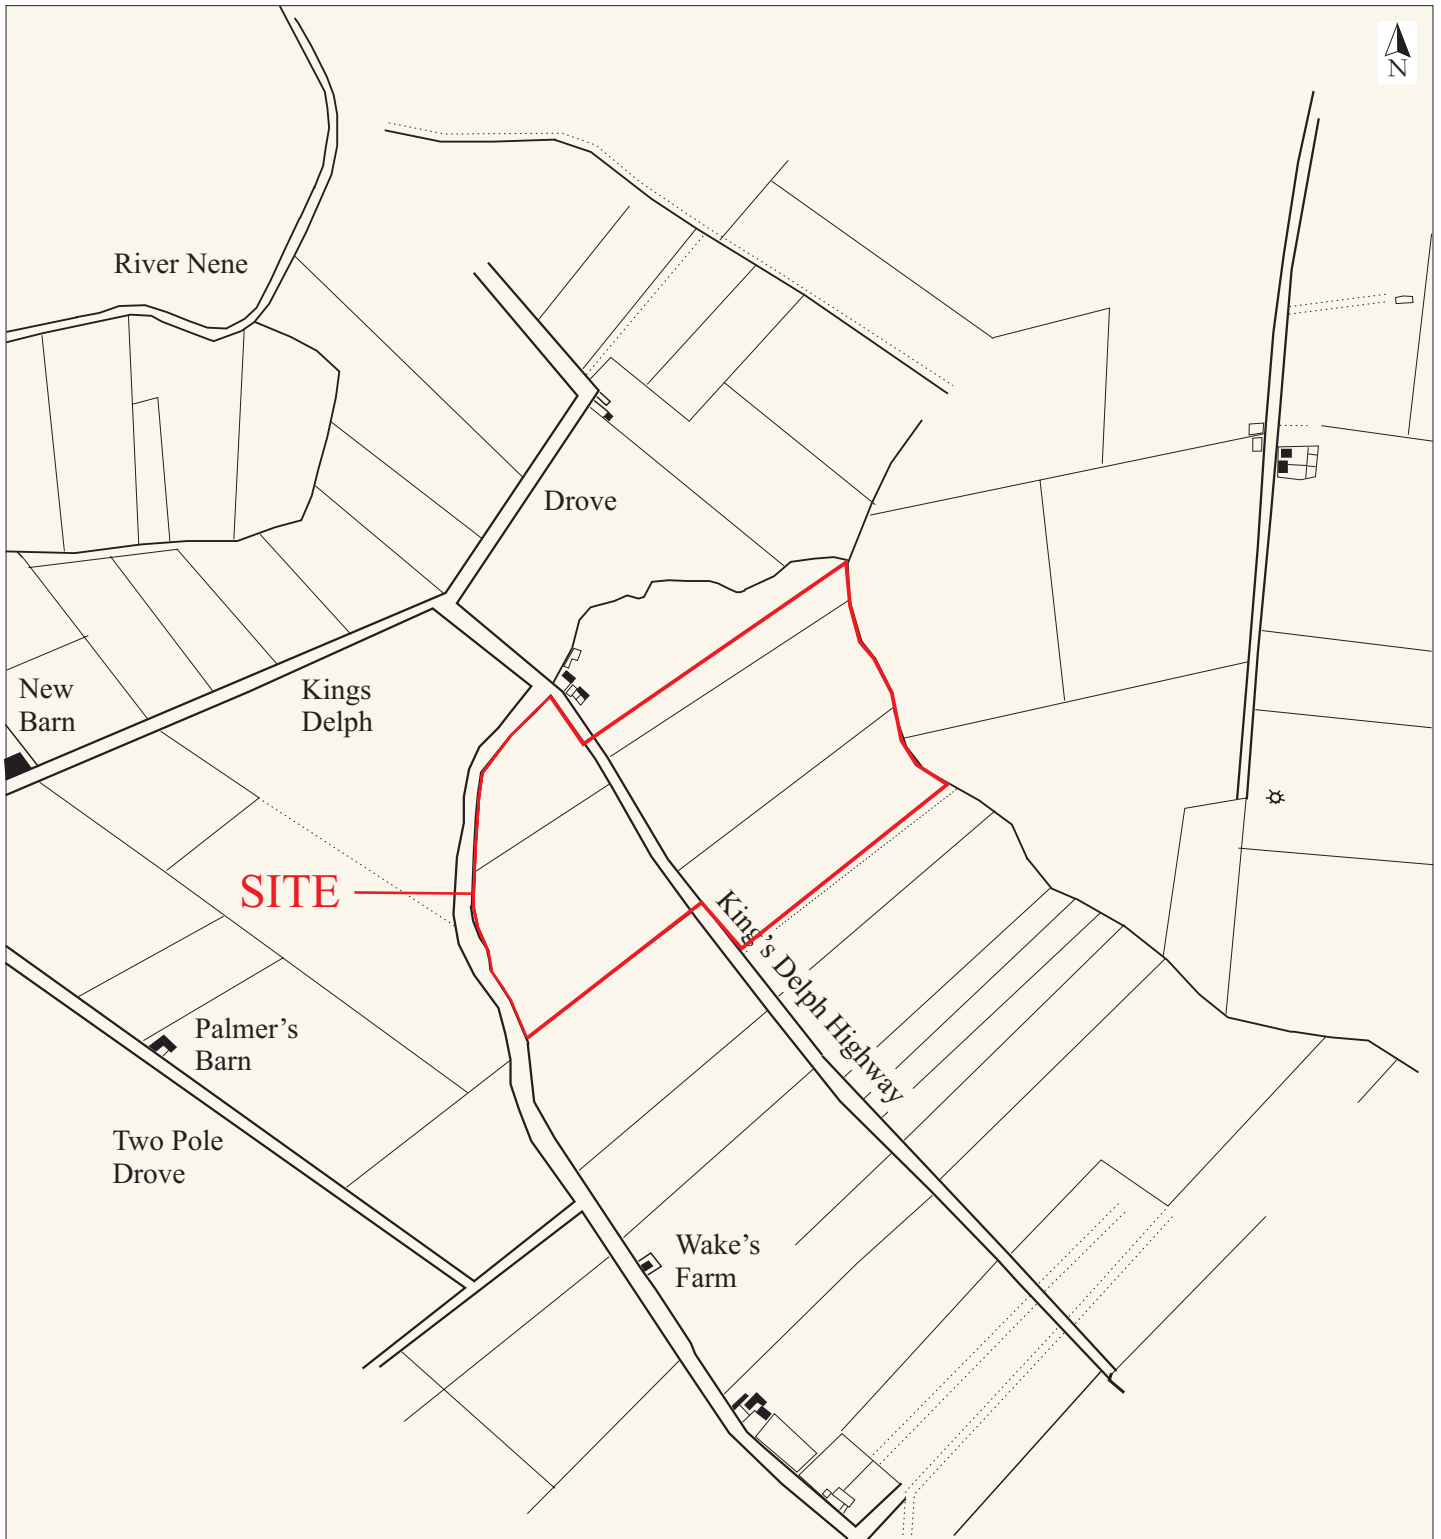 N
River Nene
Drove
New
Barn
Kings
Delph
SITE
King’s Delph Highway
Palmer’s
Barn
Two Pole
Drove
Wake’s
Farm